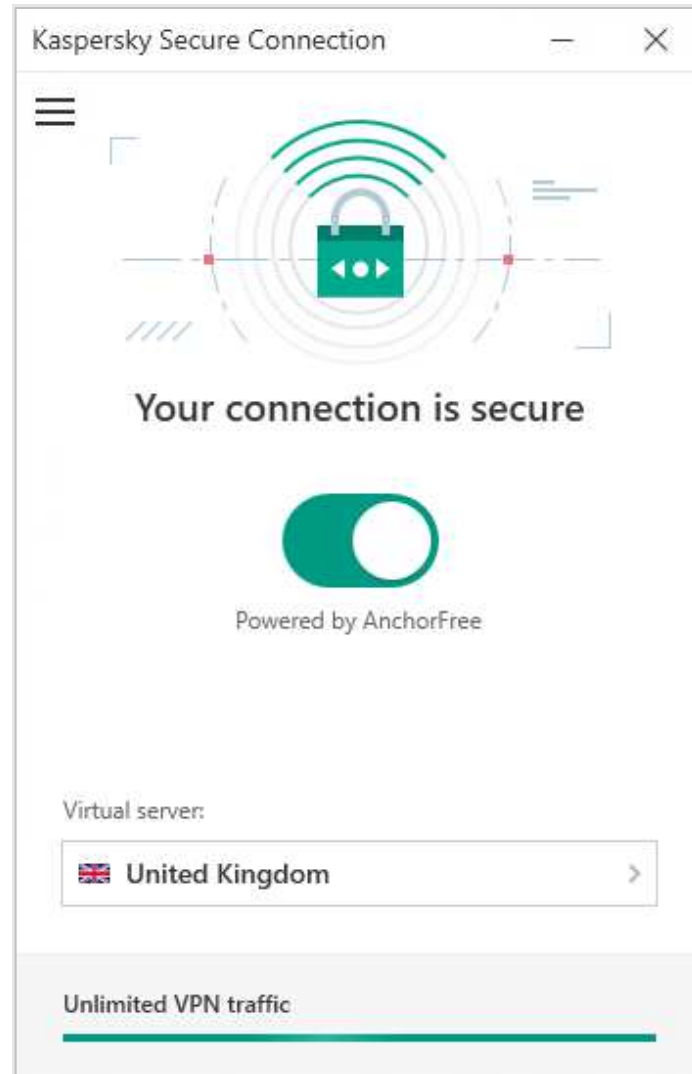 Kaspersky Secure Connection
Your connection is secure
Powered by AnchorFree
Virtual server:
United Kingdom
Unlimited VPN traffic